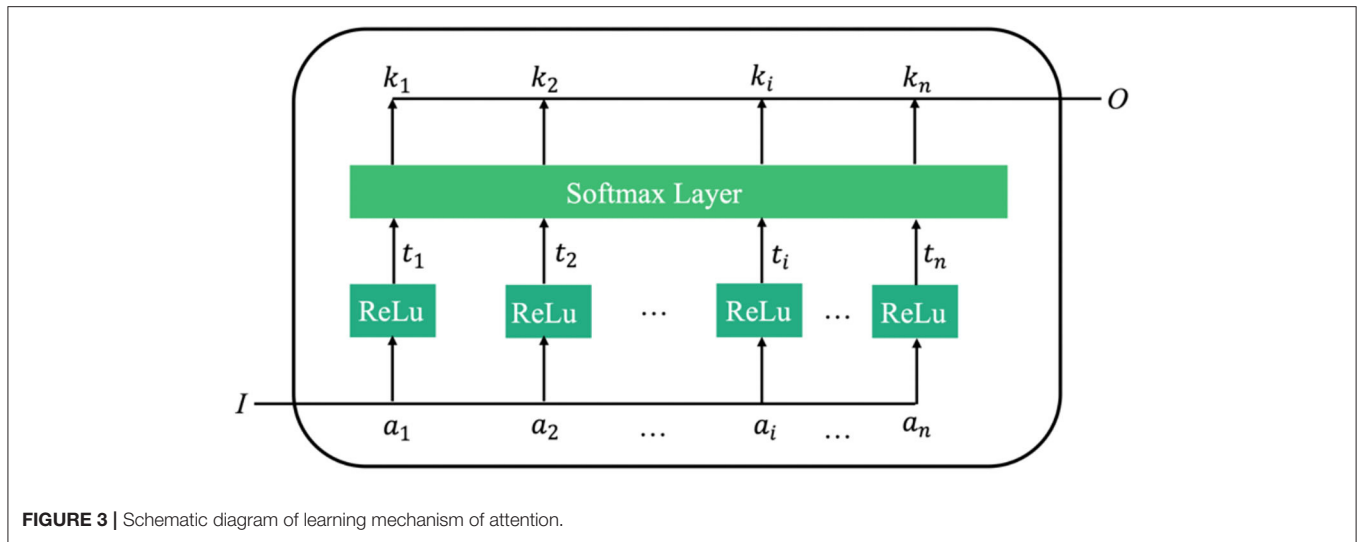 k₁ k₂ kᵢ kₙ
O
Softmax Layer
t₁ t₂ tᵢ tₙ
ReLu ReLu ... ReLu ... ReLu
I
a₁ a₂ ... aᵢ ... aₙ
FIGURE 3 | Schematic diagram of learning mechanism of attention.